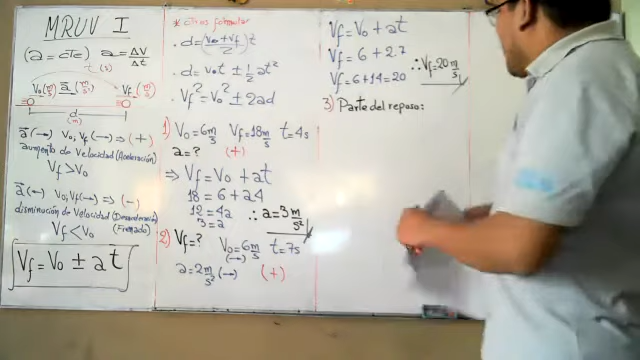 MRUV I
(a = cTe) a = ΔV/Δt
t (s)
V₀(m/s) a (m/s²) Vf(m/s)
d
(m)
a(→) V₀,Vf(→) ⇒ (+)
aumento de Velocidad (Aceleración)
Vf > V₀
a(←) V₀,Vf(→) ⇒ (-)
disminución de Velocidad (Desaceleración)
Vf < V₀ (Frenado)
Vf = V₀ ± at
* Otras formulas
. d = (V₀ + Vf / 2) t
. d = V₀t ± 1/2 at²
. Vf² = V₀² ± 2ad
1) V₀ = 6 m/s Vf = 18 m/s t = 4s
a = ? (+)
⇒ Vf = V₀ + at
18 = 6 + a4
12 = 4a
3 = a ∴ a = 3 m/s²
2) Vf = ? V₀ = 6 m/s (→) t = 7s
a = 2 m/s² (→) (+)
Vf = V₀ + at
Vf = 6 + 2.7
Vf = 6 + 14 = 20 ∴ Vf = 20 m/s
3) Parte del reposo: